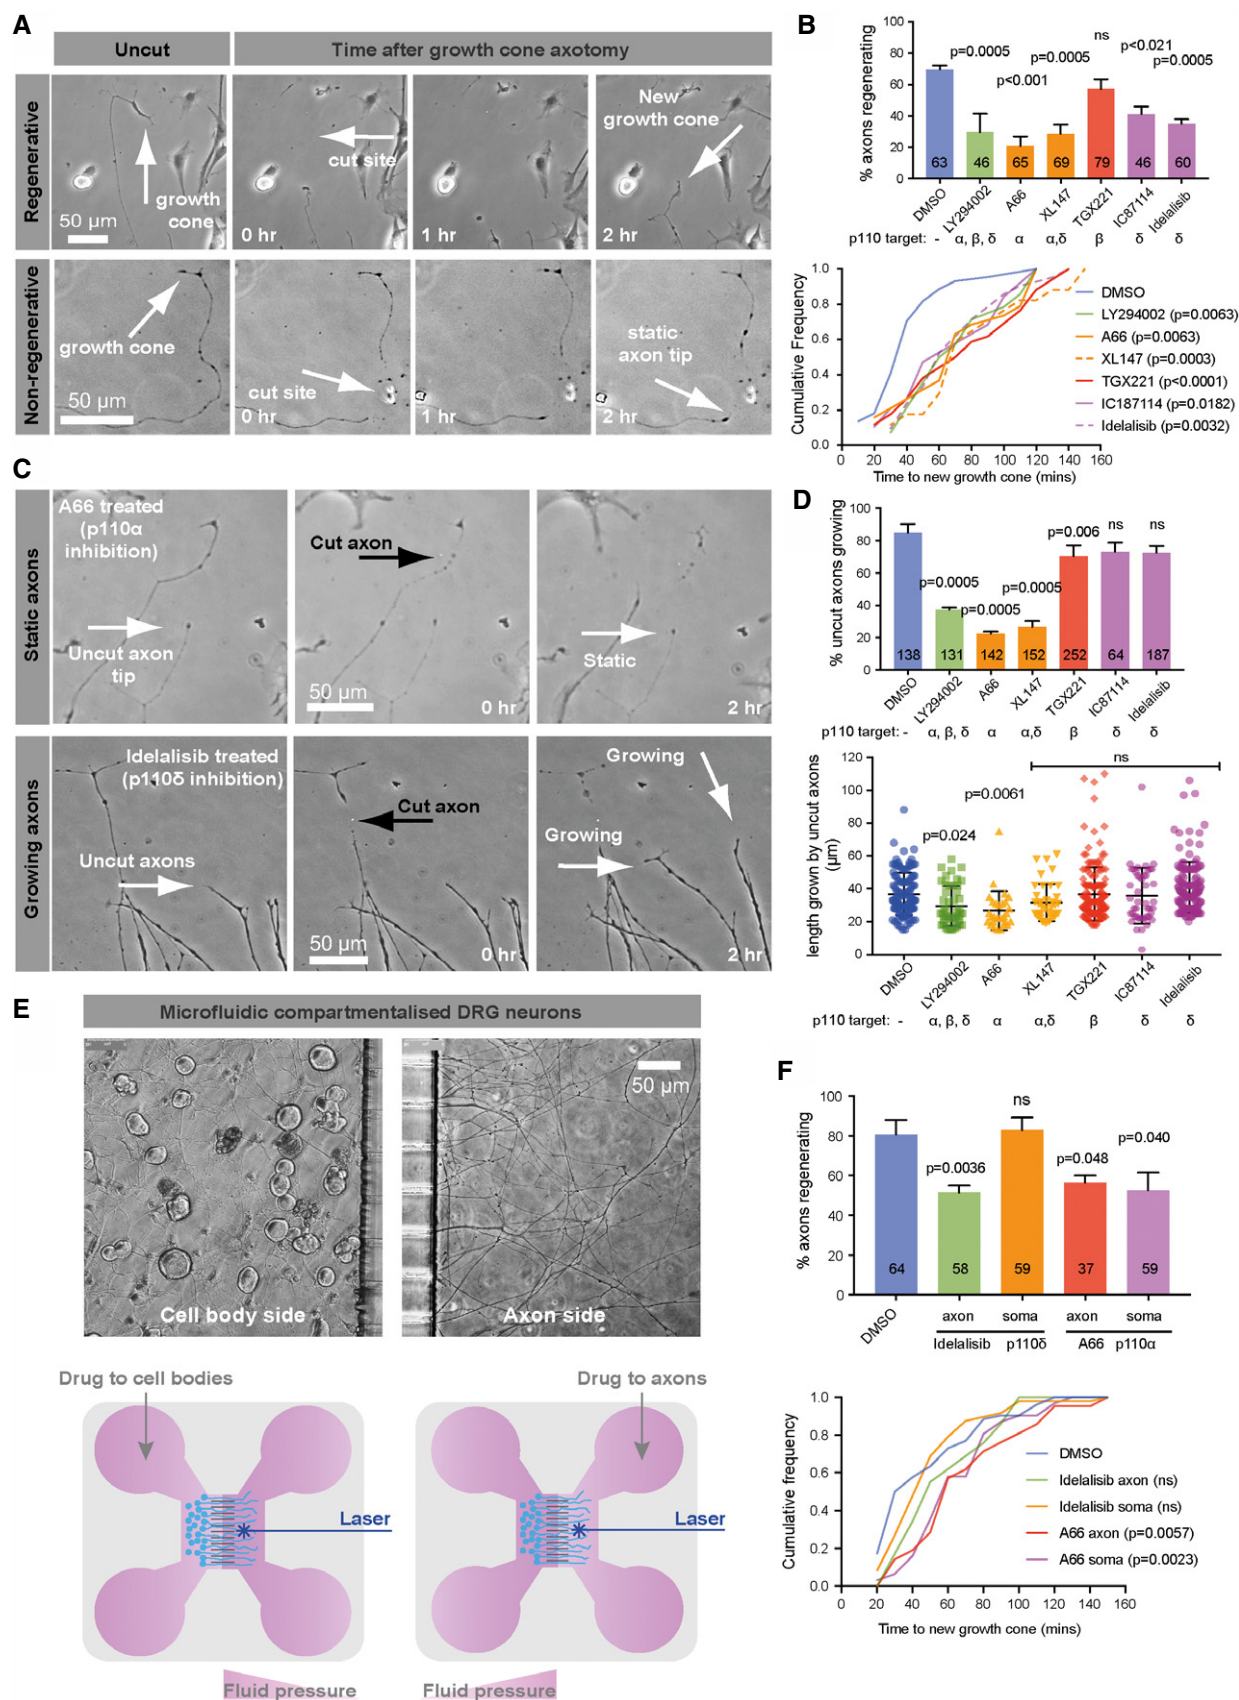 A
Uncut
Time after growth cone axotomy
Regenerative
growth cone
50 µm
cut site
0 hr
1 hr
New growth cone
2 hr
Non-regenerative
growth cone
50 µm
cut site
0 hr
1 hr
static axon tip
2 hr
B
% axons regenerating
100
80
60
40
20
0
p=0.0005
p<0.001
p=0.0005
ns
p<0.021
p=0.0005
63 46 65 69 79 46 60
DMSO LY294002 A66 XL147 TGX221 IC87114 Idelalisib
p110 target: - α, β, δ α α,δ β δ δ
Cumulative Frequency
1.0
0.8
0.6
0.4
0.2
0.0
0 20 40 60 80 100 120 140 160
Time to new growth cone (mins)
DMSO
LY294002 (p=0.0063)
A66 (p=0.0063)
XL147 (p=0.0003)
TGX221 (p<0.0001)
IC187114 (p=0.0182)
Idelalisib (p=0.0032)
C
Static axons
A66 treated
(p110α
inhibition)
Uncut axon
tip
Cut axon
50 µm
0 hr
Static
2 hr
Growing axons
Idelalisib treated
(p110δ inhibition)
Uncut axons
Cut axon
50 µm
0 hr
Growing
Growing
2 hr
D
% uncut axons growing
100
80
60
40
20
0
p=0.0005
p=0.0005
p=0.0005
p=0.006
ns
ns
138 131 142 152 252 64 187
DMSO LY294002 A66 XL147 TGX221 IC87114 Idelalisib
p110 target: - α, β, δ α α,δ β δ δ
length grown by uncut axons
(µm)
120
100
80
60
40
20
0
p=0.024
p=0.0061
ns
DMSO LY294002 A66 XL147 TGX221 IC87114 Idelalisib
p110 target: - α, β, δ α α,δ β δ δ
E
Microfluidic compartmentalised DRG neurons
Cell body side
50 µm
Axon side
Drug to cell bodies
Laser
Fluid pressure
Drug to axons
Laser
Fluid pressure
F
% axons regenerating
100
80
60
40
20
0
p=0.0036
ns
p=0.048
p=0.040
64 58 59 37 59
DMSO axon soma axon soma
Idelalisib p110δ A66 p110α
Cumulative frequency
1.0
0.8
0.6
0.4
0.2
0.0
0 20 40 60 80 100 120 140 160
Time to new growth cone (mins)
DMSO
Idelalisib axon (ns)
Idelalisib soma (ns)
A66 axon (p=0.0057)
A66 soma (p=0.0023)